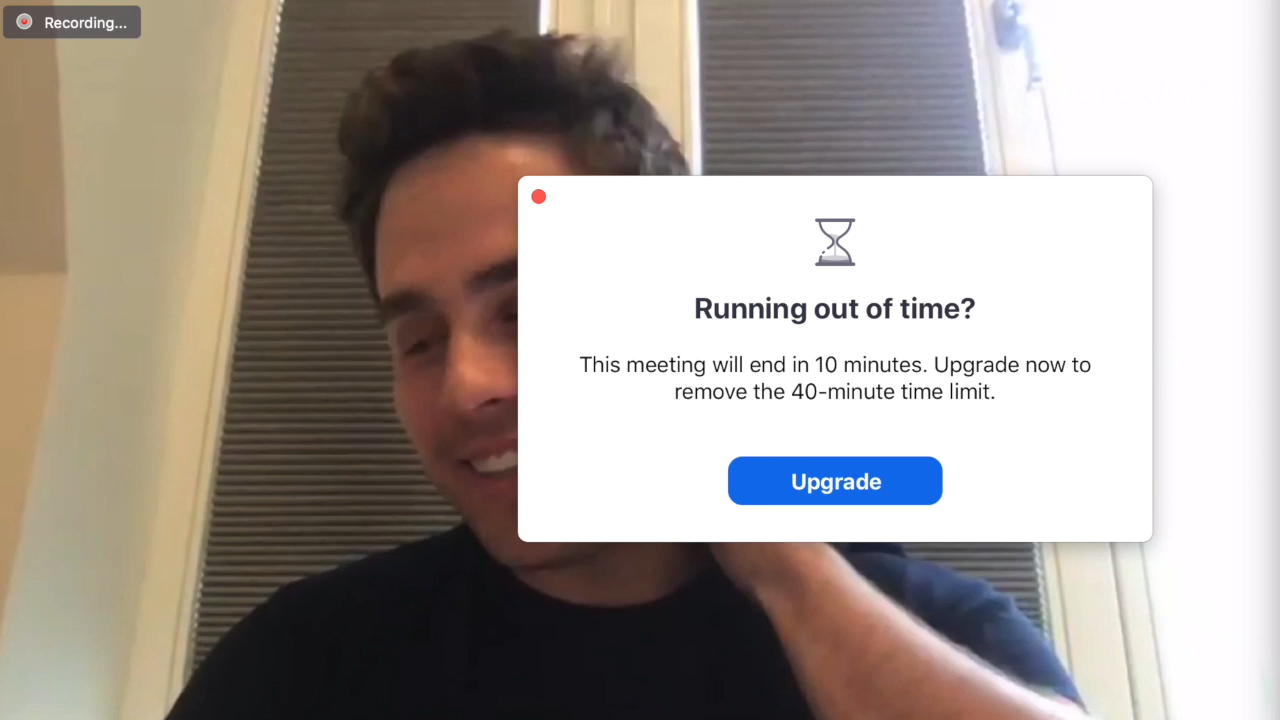 Recording...
Running out of time?
This meeting will end in 10 minutes. Upgrade now to
remove the 40-minute time limit.
Upgrade